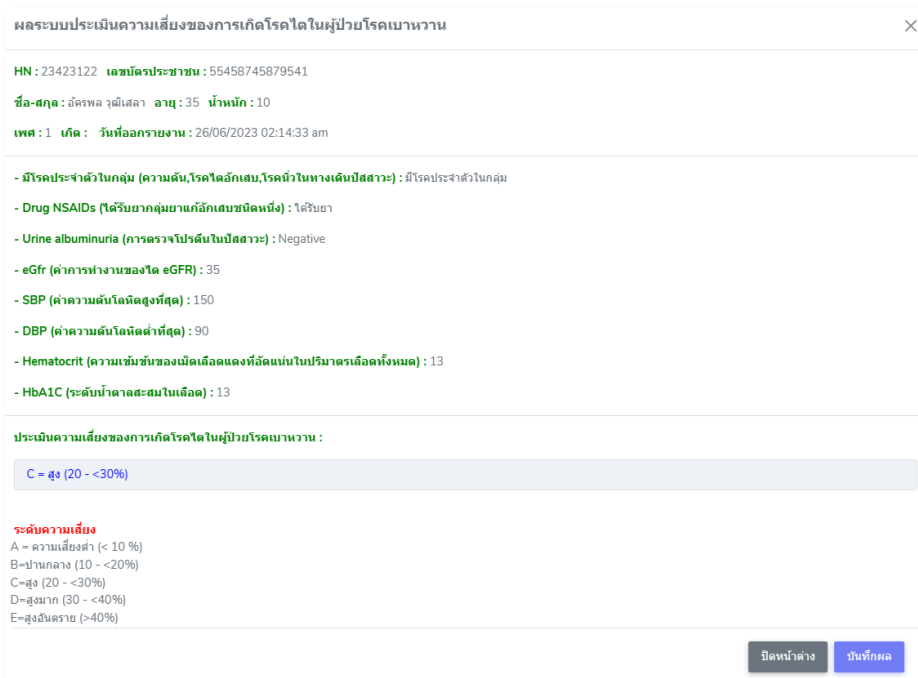 ผลระบบประเมินความเสี่ยงของการเกิดโรคไตในผู้ป่วยโรคเบาหวาน
HN : 23423122 เลขบัตรประชาชน : 55458745879541
ชื่อ-สกุล : อัครพล วุฒิเสลา อายุ : 35 น้ำหนัก : 10
เพศ : 1 เกิด : วันที่ออกรายงาน : 26/06/2023 02:14:33 am
- มีโรคประจำตัวในกลุ่ม (ความดัน,โรคไตอักเสบ,โรคนิ่วในทางเดินปัสสาวะ) : มีโรคประจำตัวในกลุ่ม
- Drug NSAIDs (ได้รับยากลุ่มยาแก้อักเสบชนิดหนึ่ง) : ได้รับยา
- Urine albuminuria (การตรวจโปรตีนในปัสสาวะ) : Negative
- eGfr (ค่าการทำงานของไต eGFR) : 35
- SBP (ค่าความดันโลหิตสูงที่สุด) : 150
- DBP (ค่าความดันโลหิตต่ำที่สุด) : 90
- Hematocrit (ความเข้มข้นของเม็ดเลือดแดงที่อัดแน่นในปริมาตรเลือดทั้งหมด) : 13
- HbA1C (ระดับน้ำตาลสะสมในเลือด) : 13
ประเมินความเสี่ยงของการเกิดโรคไตในผู้ป่วยโรคเบาหวาน :
C = สูง (20 - <30%)
ระดับความเสี่ยง
A = ความเสี่ยงต่ำ (< 10 %)
B=ปานกลาง (10 - <20%)
C=สูง (20 - <30%)
D=สูงมาก (30 - <40%)
E=สูงอันตราย (>40%)
ปิดหน้าต่าง บันทึกผล